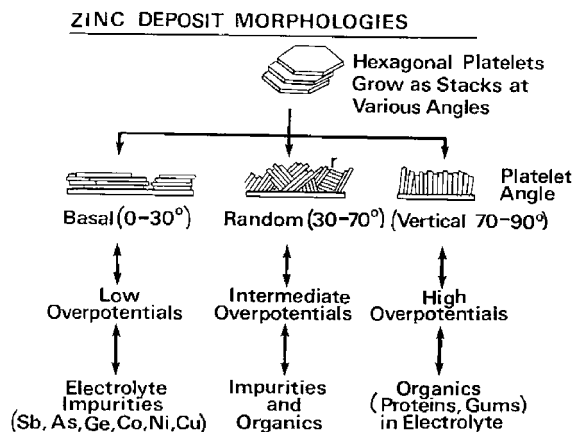 ZINC DEPOSIT MORPHOLOGIES
Hexagonal Platelets
Grow as Stacks at
Various Angles
r
Platelet
Angle
Basal (0-30°)
Random (30-70°)
(Vertical 70-90°)
Low
Overpotentials
Intermediate
Overpotentials
High
Overpotentials
Electrolyte
Impurities
(Sb, As, Ge, Co, Ni, Cu)
Impurities
and
Organics
Organics
(Proteins, Gums)
in Electrolyte